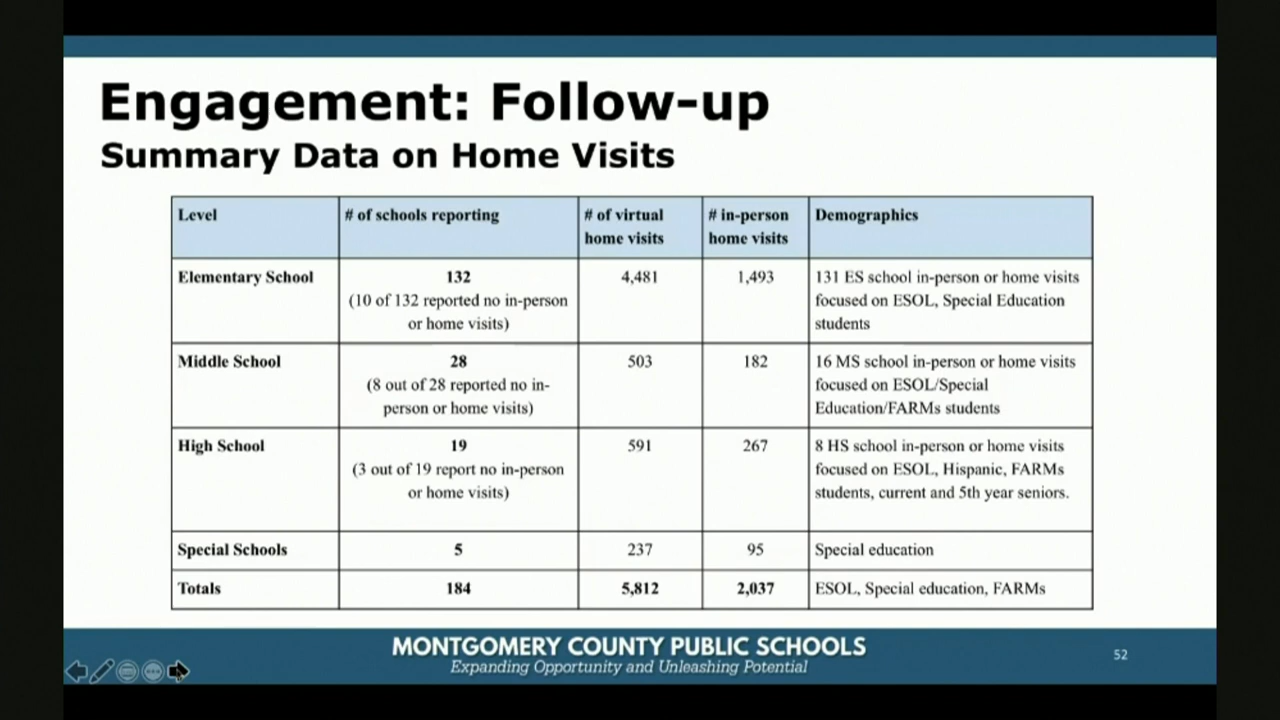 Engagement: Follow-up
Summary Data on Home Visits
Level
# of schools reporting
# of virtual
home visits
# in-person
home visits
Demographics
Elementary School
132
(10 of 132 reported no in-person
or home visits)
4,481
1,493
131 ES school in-person or home visits
focused on ESOL, Special Education
students
Middle School
28
(8 out of 28 reported no in-
person or home visits)
503
182
16 MS school in-person or home visits
focused on ESOL/Special
Education/FARMs students
High School
19
(3 out of 19 report no in-person
or home visits)
591
267
8 HS school in-person or home visits
focused on ESOL, Hispanic, FARMs
students, current and 5th year seniors.
Special Schools
5
237
95
Special education
Totals
184
5,812
2,037
ESOL, Special education, FARMs
MONTGOMERY COUNTY PUBLIC SCHOOLS
Expanding Opportunity and Unleashing Potential
52